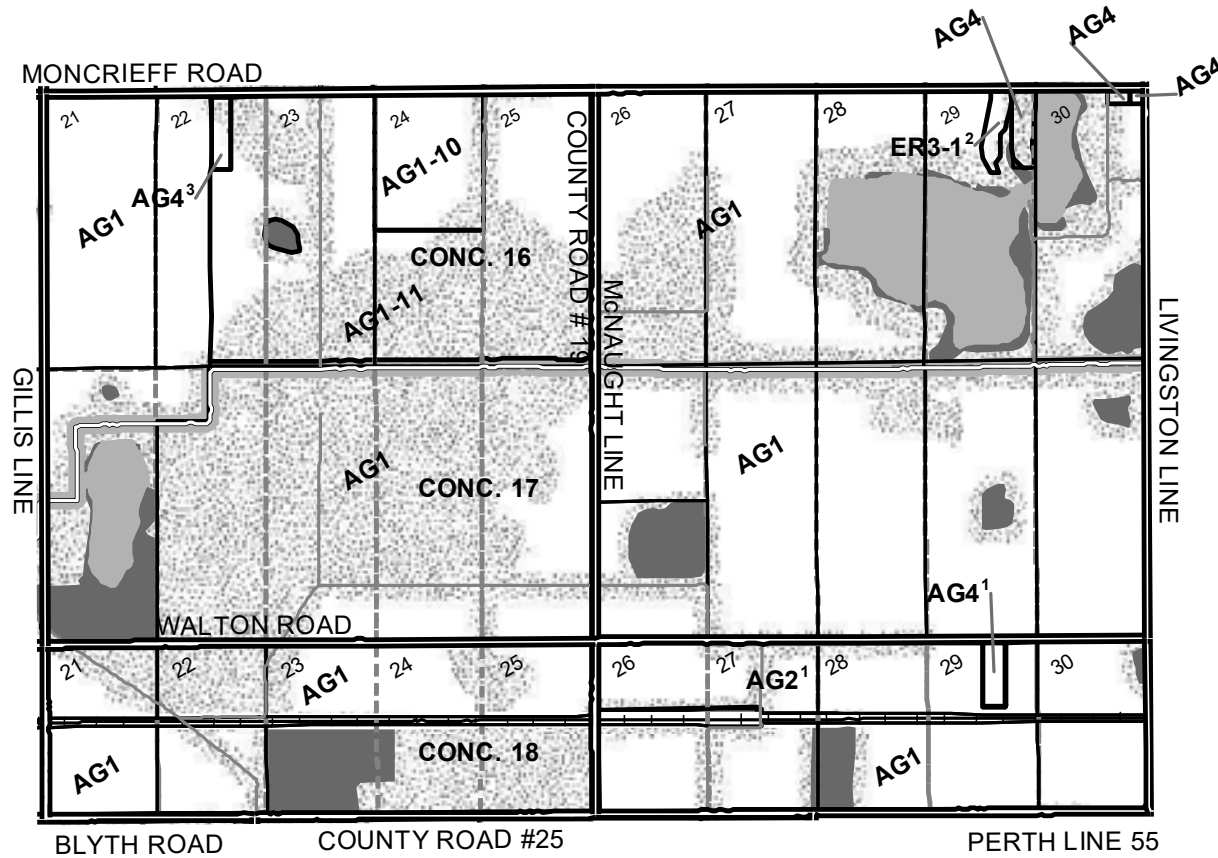 AG4
AG4
AG4
MONCRIEFF ROAD
21
22
23
24
25
26
27
28
29
30
COUNTY ROAD # 19
AG1-10
ER3-1²
AG4³
AG1
AG1
CONC. 16
AG1-11
McNAUGHT LINE
LIVINGSTON LINE
GILLIS LINE
AG1
AG1
CONC. 17
AG4¹
WALTON ROAD
21
22
23
24
25
26
27
28
29
30
AG1
AG2¹
CONC. 18
AG1
AG1
BLYTH ROAD
COUNTY ROAD #25
PERTH LINE 55